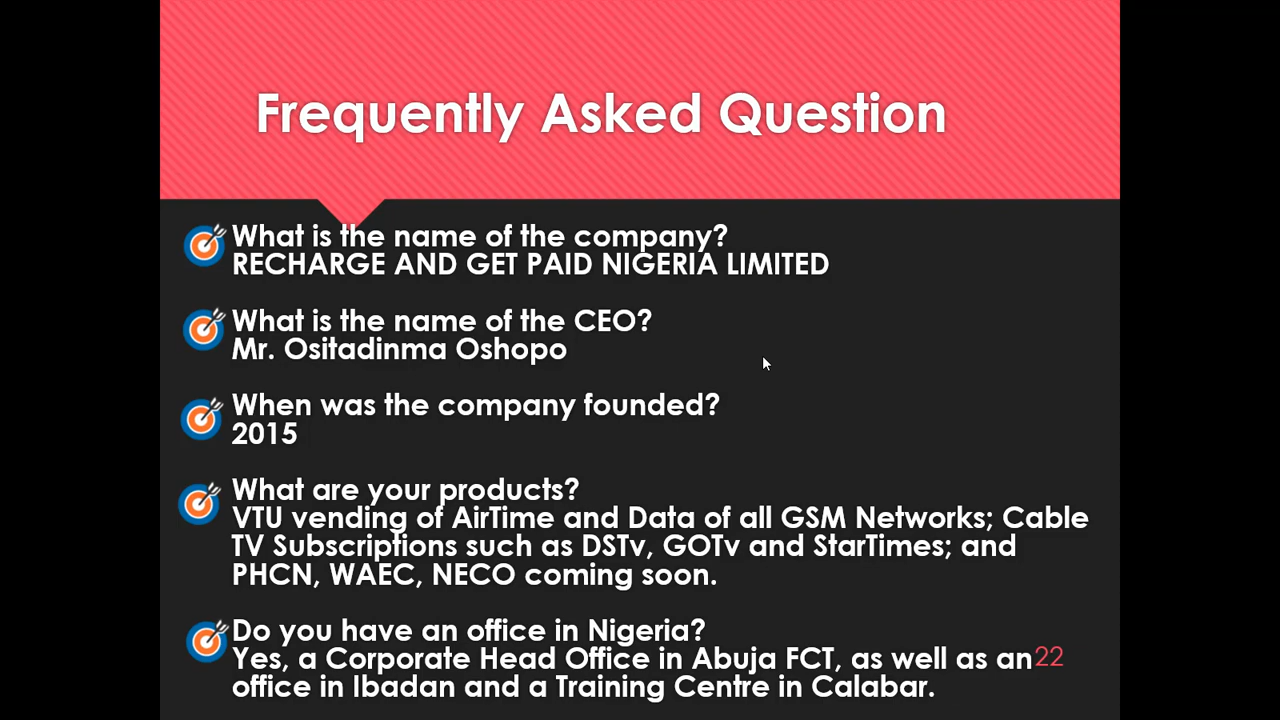 Frequently Asked Question
What is the name of the company?
RECHARGE AND GET PAID NIGERIA LIMITED
What is the name of the CEO?
Mr. Ositadinma Oshopo
When was the company founded?
2015
What are your products?
VTU vending of AirTime and Data of all GSM Networks; Cable
TV Subscriptions such as DSTv, GOTv and StarTimes; and
PHCN, WAEC, NECO coming soon.
Do you have an office in Nigeria?
Yes, a Corporate Head Office in Abuja FCT, as well as an
office in Ibadan and a Training Centre in Calabar.
22